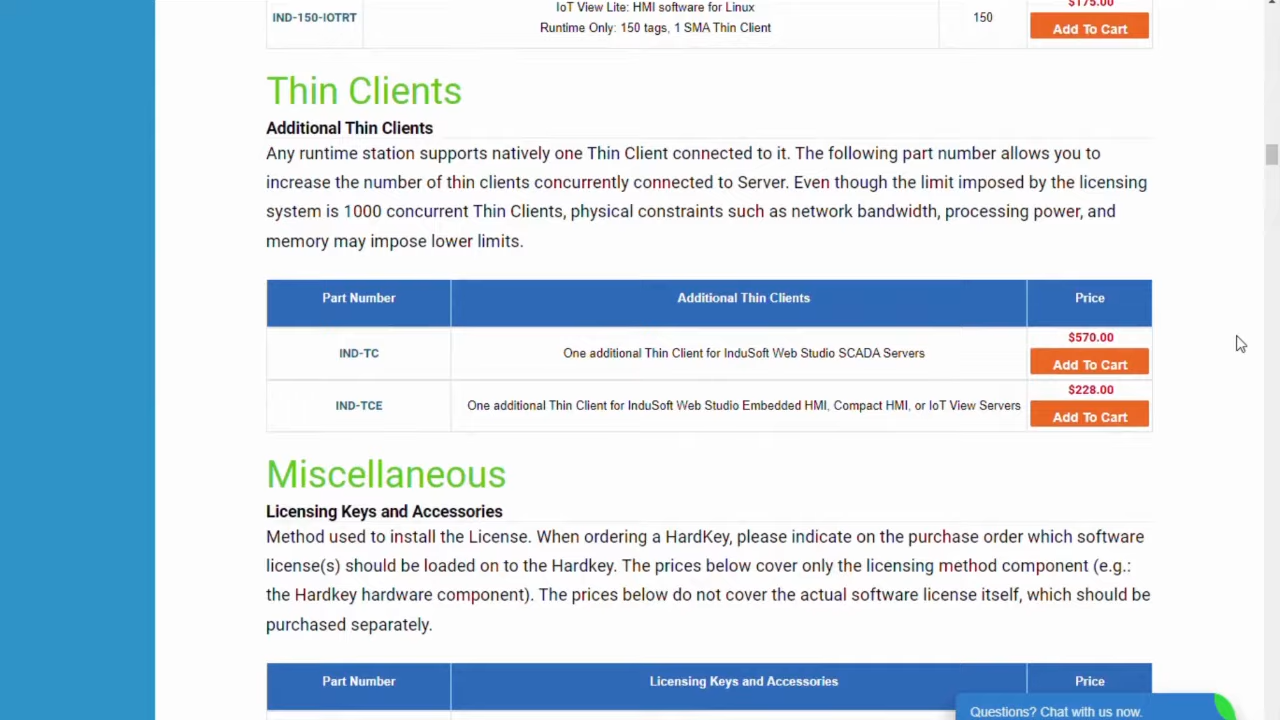 $175.00
IoT View Lite: HMI software for Linux
IND-150-IOTRT
150
Runtime Only: 150 tags, 1 SMA Thin Client
Add To Cart
Thin Clients
Additional Thin Clients
Any runtime station supports natively one Thin Client connected to it. The following part number allows you to
increase the number of thin clients concurrently connected to Server. Even though the limit imposed by the licensing
system is 1000 concurrent Thin Clients, physical constraints such as network bandwidth, processing power, and
memory may impose lower limits.
Part Number Additional Thin Clients Price
$570.00
IND-TC One additional Thin Client for InduSoft Web Studio SCADA Servers
Add To Cart
$228.00
IND-TCE One additional Thin Client for InduSoft Web Studio Embedded HMI, Compact HMI, or IoT View Servers
Add To Cart
Miscellaneous
Licensing Keys and Accessories
Method used to install the License. When ordering a HardKey, please indicate on the purchase order which software
license(s) should be loaded on to the Hardkey. The prices below cover only the licensing method component (e.g.:
the Hardkey hardware component). The prices below do not cover the actual software license itself, which should be
purchased separately.
Part Number Licensing Keys and Accessories Price
Questions? Chat with us now.